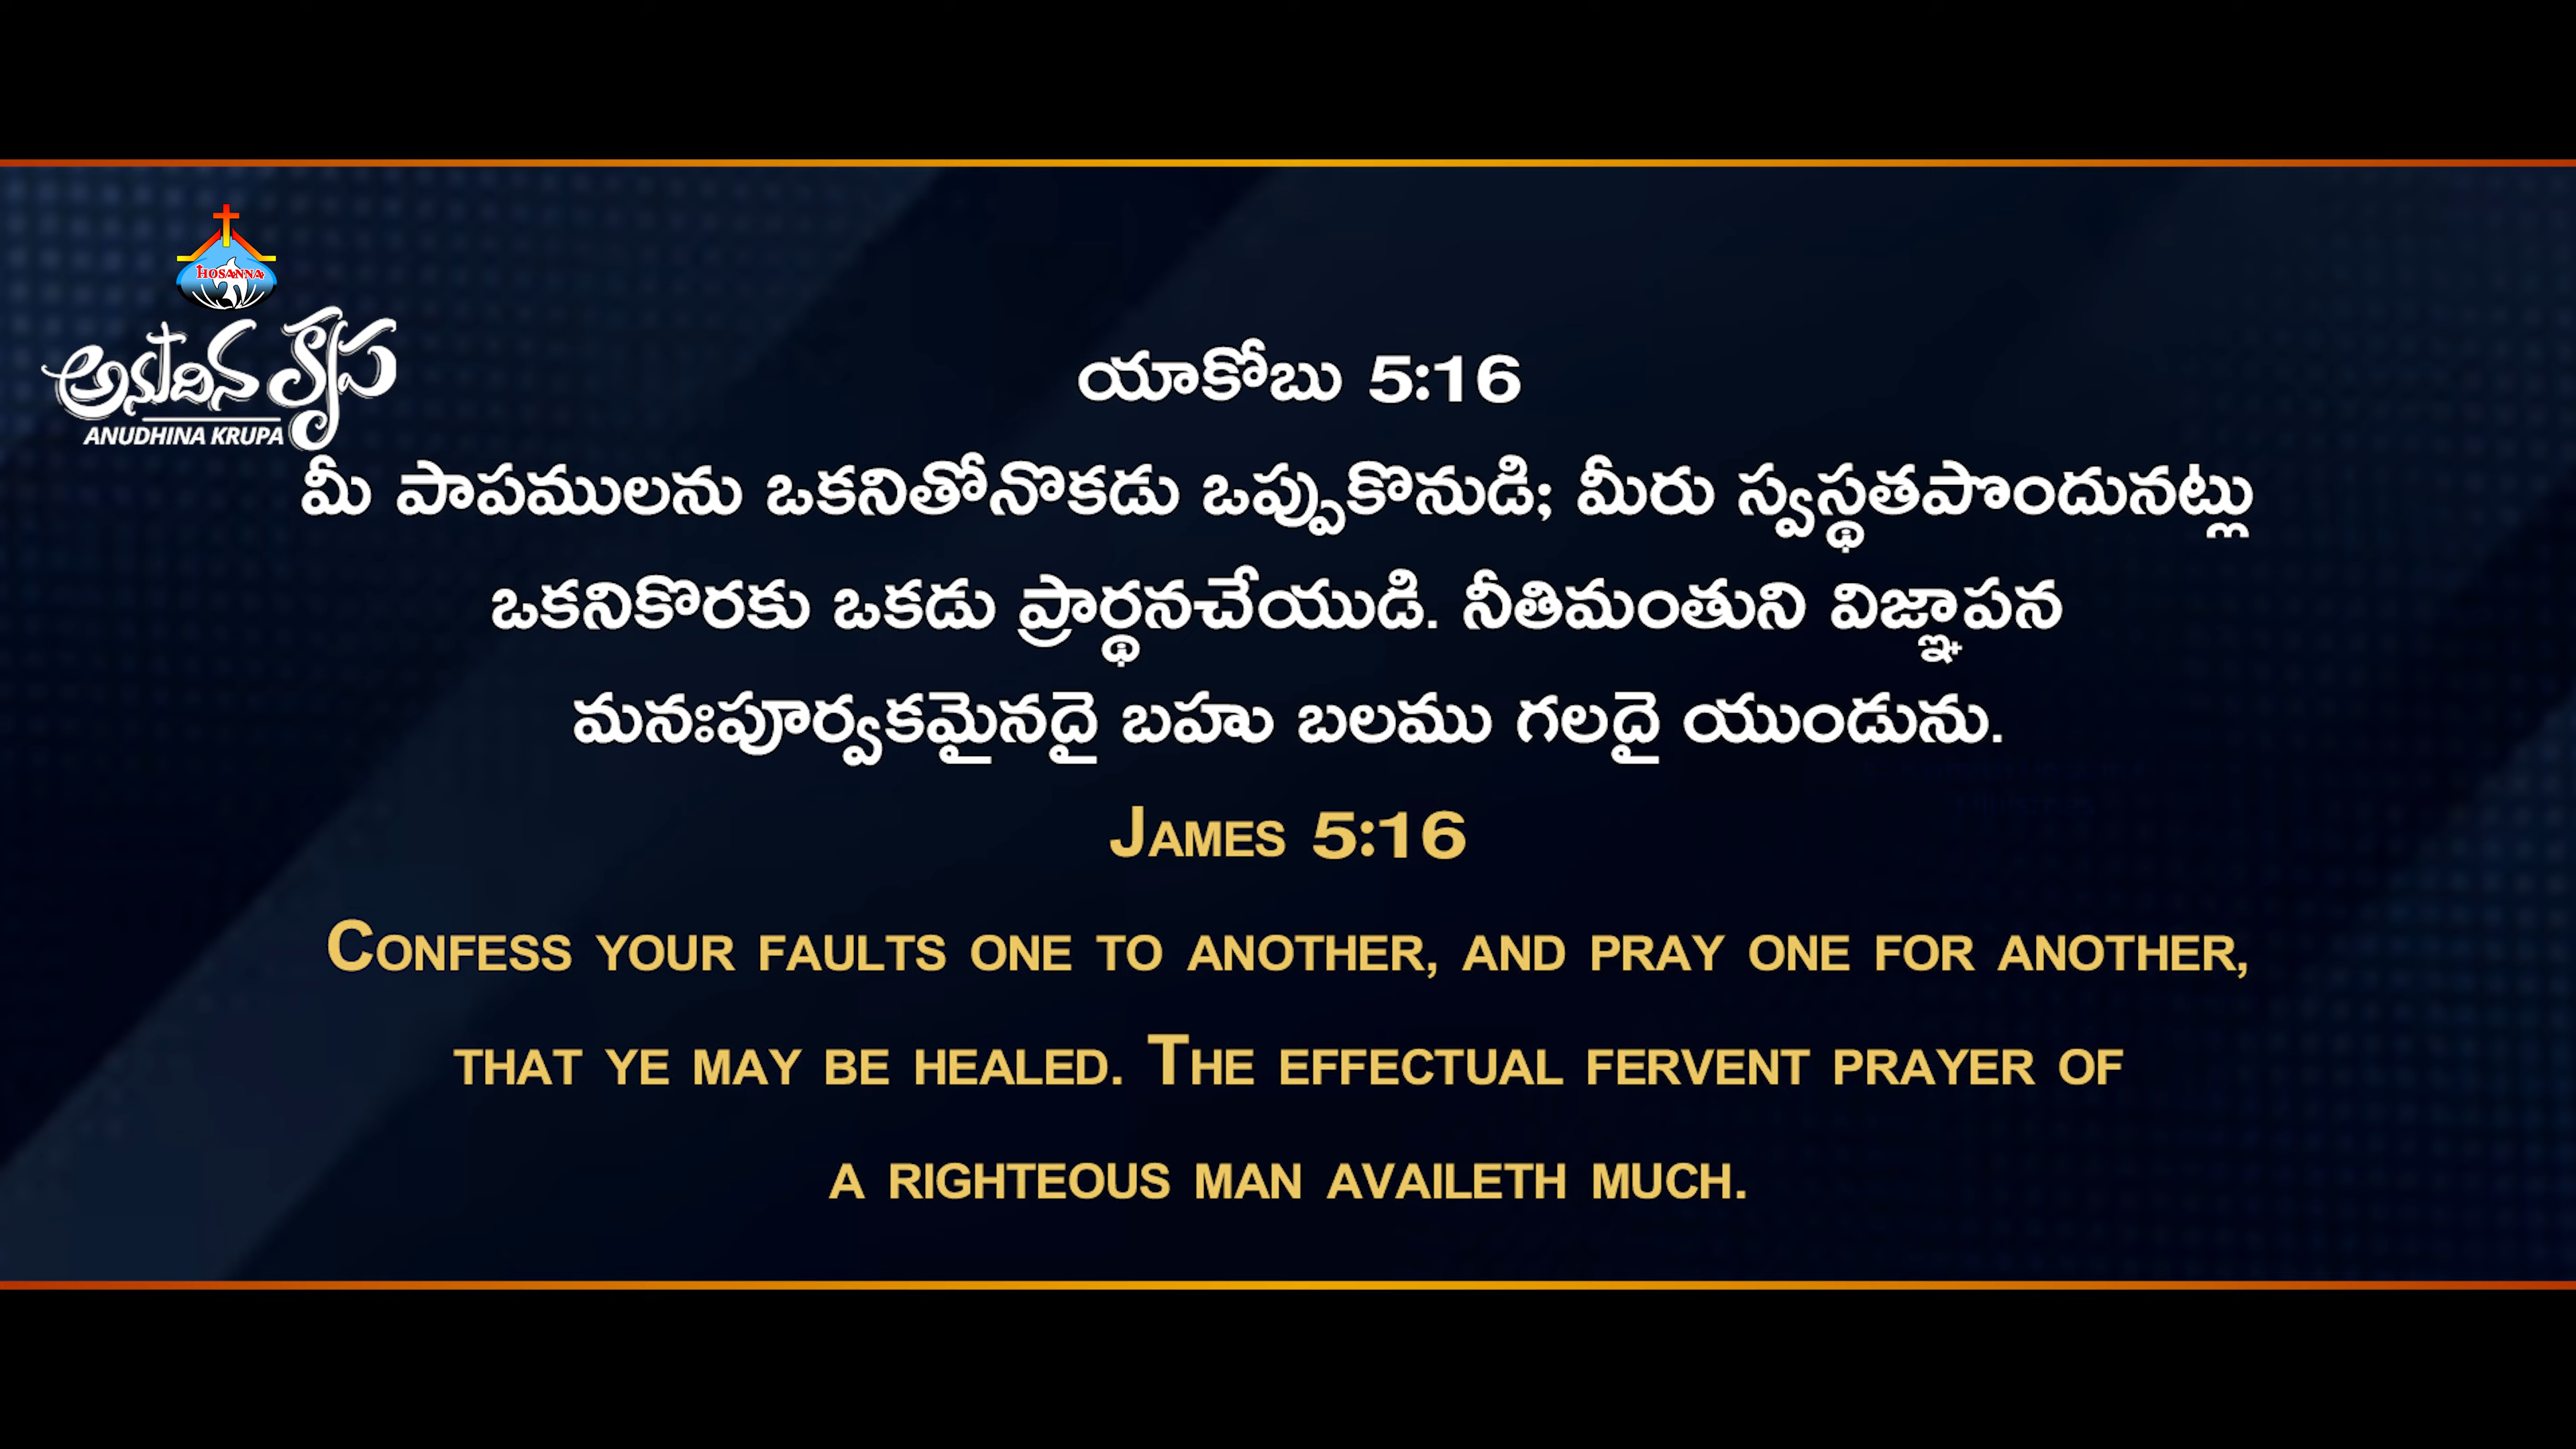 HOSANNA
అనుదిన కృప
ANUDHINA KRUPA
యాకోబు 5:16
మీ పాపములను ఒకనితోనొకడు ఒప్పుకొనుడి; మీరు స్వస్థతపొందునట్లు
ఒకనికొరకు ఒకడు ప్రార్థనచేయుడి. నీతిమంతుని విజ్ఞాపన
మనఃపూర్వకమైనదై బహు బలము గలదై యుండును.
James 5:16
Confess your faults one to another, and pray one for another,
that ye may be healed. The effectual fervent prayer of
a righteous man availeth much.